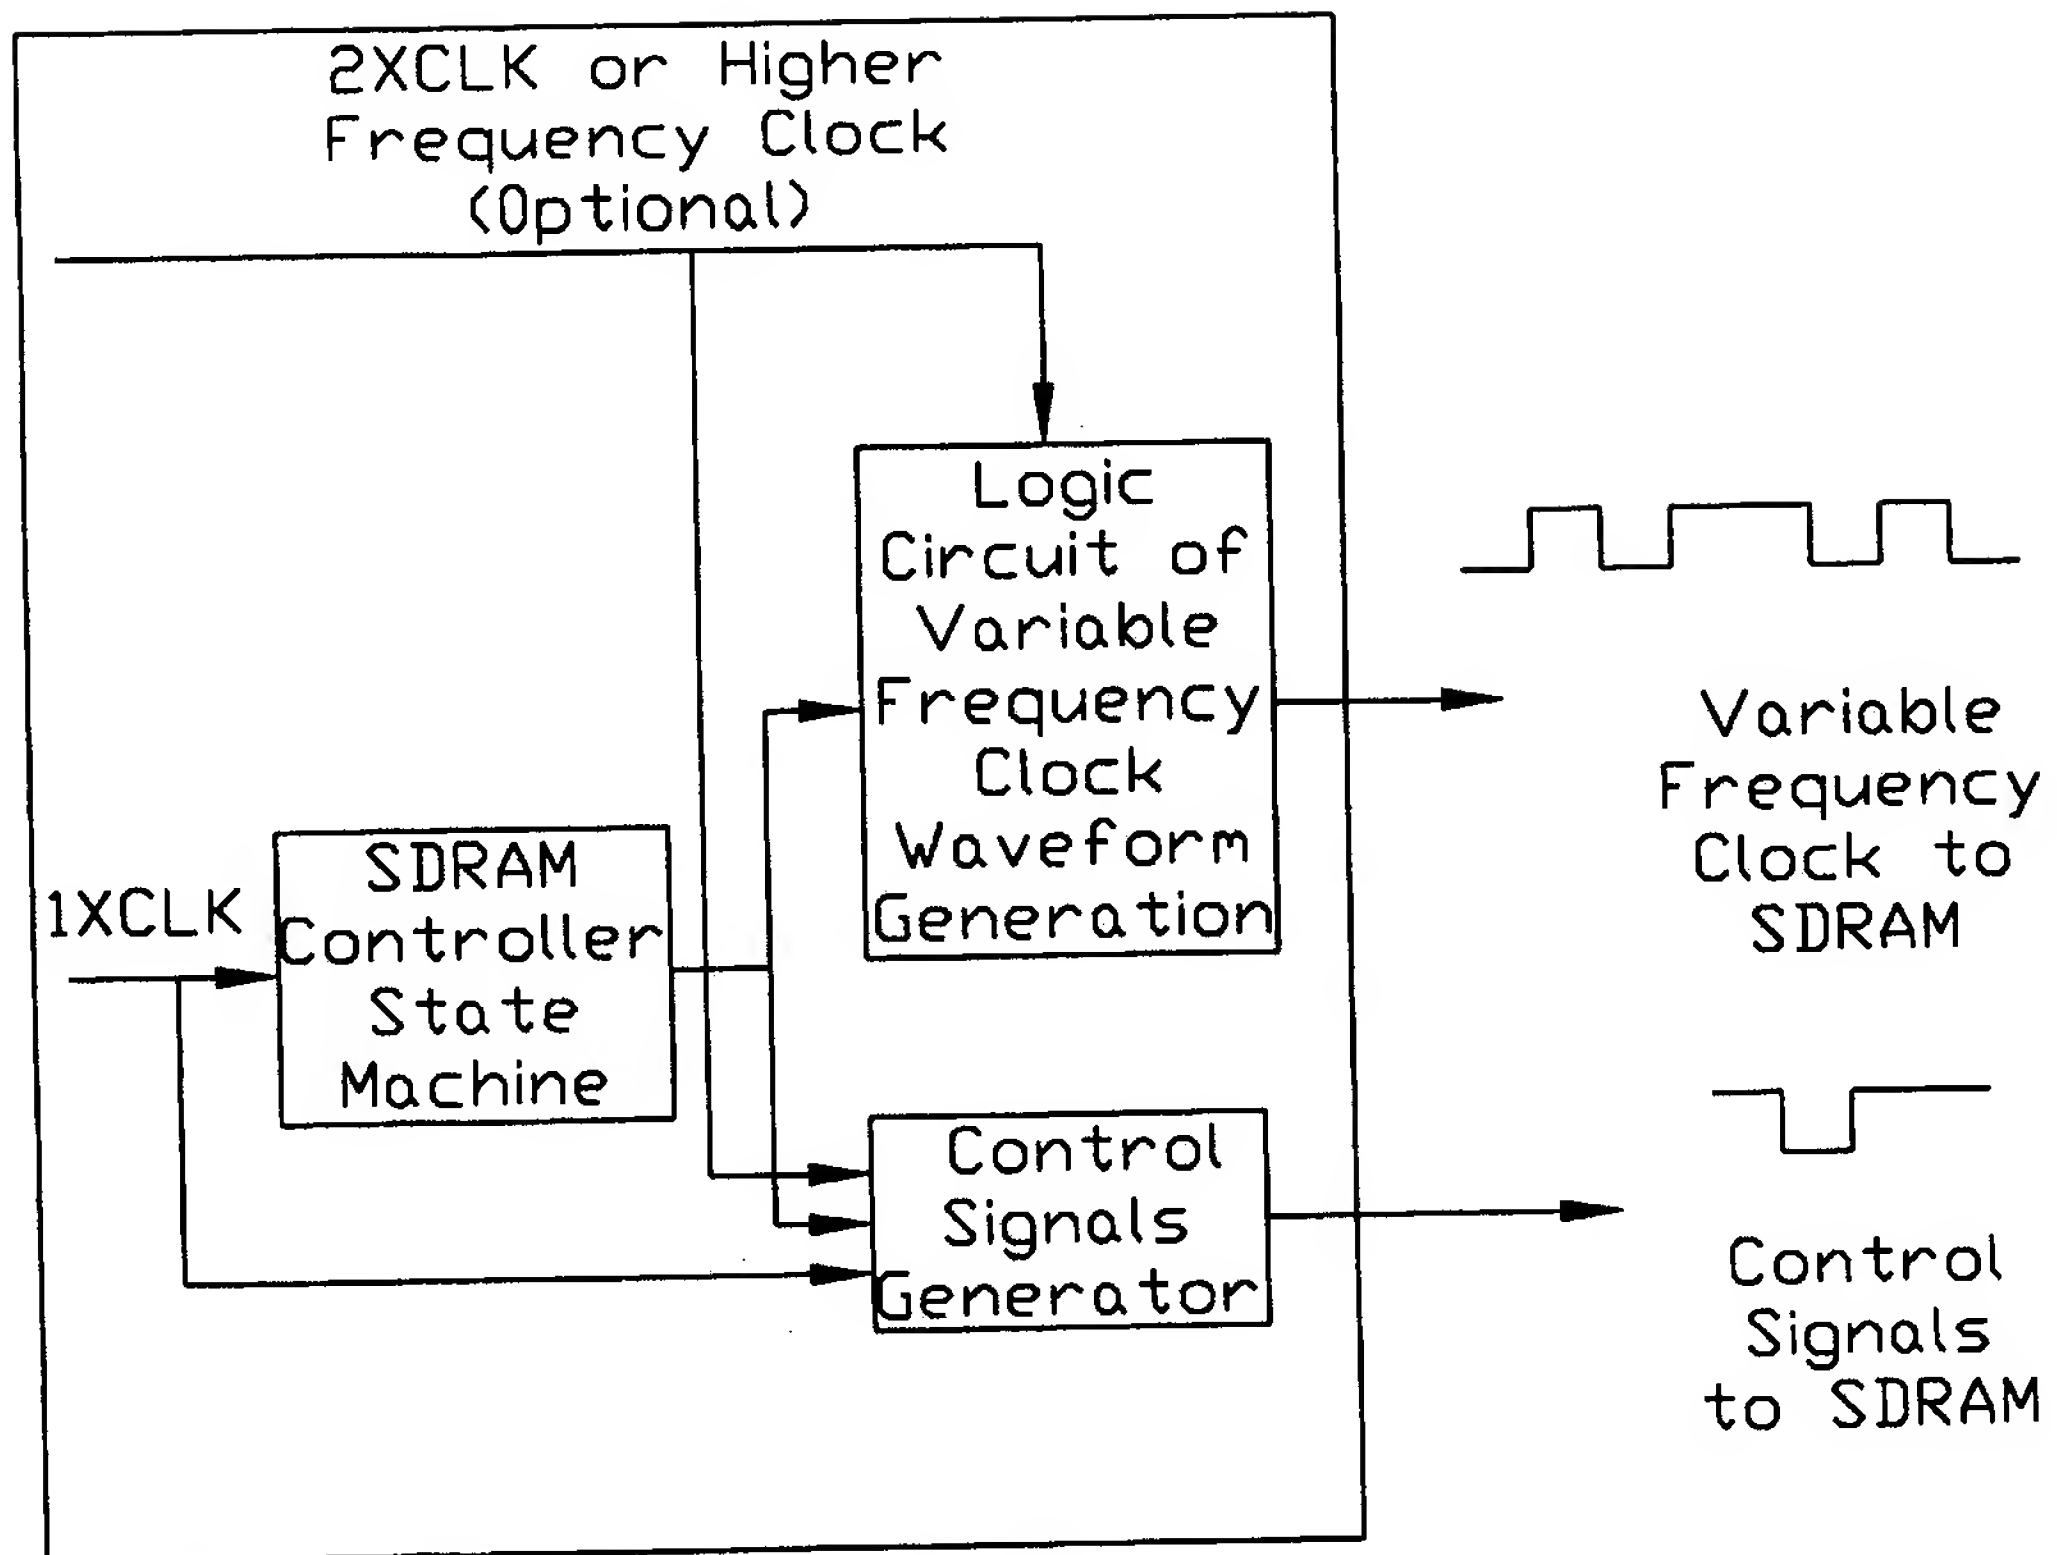 2XCLK or Higher
Frequency Clock
(Optional)
Logic
Circuit of
Variable
Frequency
Clock
Waveform
Generation
Variable
Frequency
Clock to
SDRAM
1XCLK
SDRAM
Controller
State
Machine
Control
Signals
Generator
Control
Signals
to SDRAM